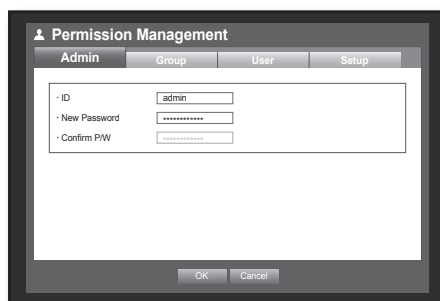 Permission Management
Admin Group User Setup
· ID admin
· New Password ••••••••••••
· Confirm P/W ••••••••••••
OK Cancel